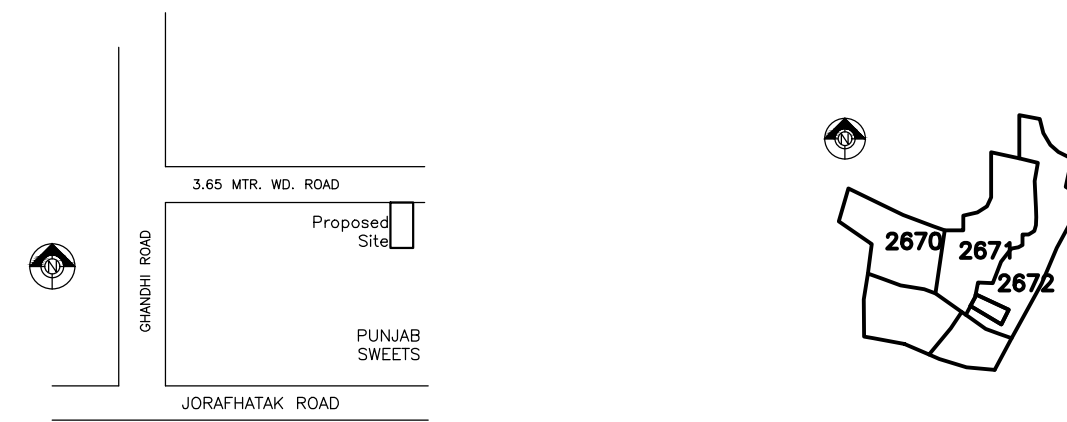 3.65 MTR. WD. ROAD
Proposed
Site
N
GHANDHI ROAD
PUNJAB
SWEETS
JORAFHATAK ROAD
N
2670
2671
2672